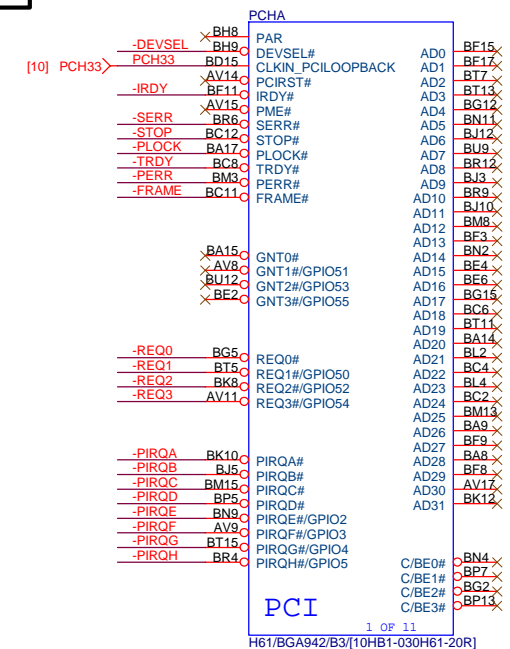 PCHA
BH8 PAR
-DEVSEL BH9 DEVSEL# AD0 BF15
[10] PCH33 PCH33 BD15 CLKIN_PCILOOPBACK AD1 BF17
AV14 PCIRST# AD2 BT7
-IRDY BF11 IRDY# AD3 BT13
AV15 PME# AD4 BG12
-SERR BR6 SERR# AD5 BN11
-STOP BC12 STOP# AD6 BJ12
-PLOCK BA17 PLOCK# AD7 BU9
-TRDY BC8 TRDY# AD8 BR12
-PERR BM3 PERR# AD9 BJ3
-FRAME BC11 FRAME# AD10 BR9
AD11 BJ10
AD12 BM8
AD13 BF3
BA15 GNT0# AD14 BN2
AV8 GNT1#/GPIO51 AD15 BE4
BU12 GNT2#/GPIO53 AD16 BE6
BE2 GNT3#/GPIO55 AD17 BG15
AD18 BC6
AD19 BT11
AD20 BA14
-REQ0 BG5 REQ0# AD21 BL2
-REQ1 BT5 REQ1#/GPIO50 AD22 BC4
-REQ2 BK8 REQ2#/GPIO52 AD23 BL4
-REQ3 AV11 REQ3#/GPIO54 AD24 BC2
AD25 BM13
AD26 BA9
AD27 BF9
-PIRQA BK10 PIRQA# AD28 BA8
-PIRQB BJ5 PIRQB# AD29 BF8
-PIRQC BM15 PIRQC# AD30 AV17
-PIRQD BP5 PIRQD# AD31 BK12
-PIRQE BN9 PIRQE#/GPIO2
-PIRQF AV9 PIRQF#/GPIO3
-PIRQG BT15 PIRQG#/GPIO4
-PIRQH BR4 PIRQH#/GPIO5 C/BE0# BN4
C/BE1# BP7
C/BE2# BG2
PCI C/BE3# BP13
1 OF 11
H61/BGA942/B3/[10HB1-030H61-20R]